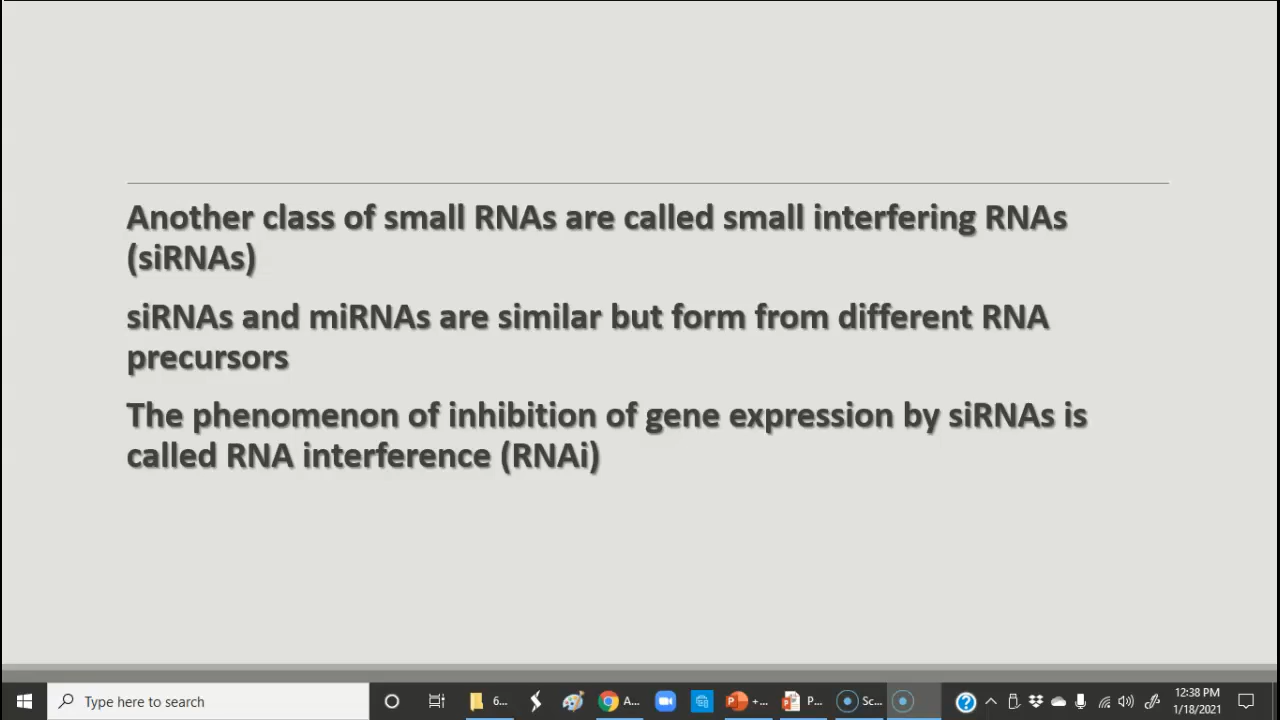 Another class of small RNAs are called small interfering RNAs
(siRNAs)
siRNAs and miRNAs are similar but form from different RNA
precursors
The phenomenon of inhibition of gene expression by siRNAs is
called RNA interference (RNAi)
Type here to search
6...
A...
+...
P...
Sc...
12:38 PM
1/18/2021